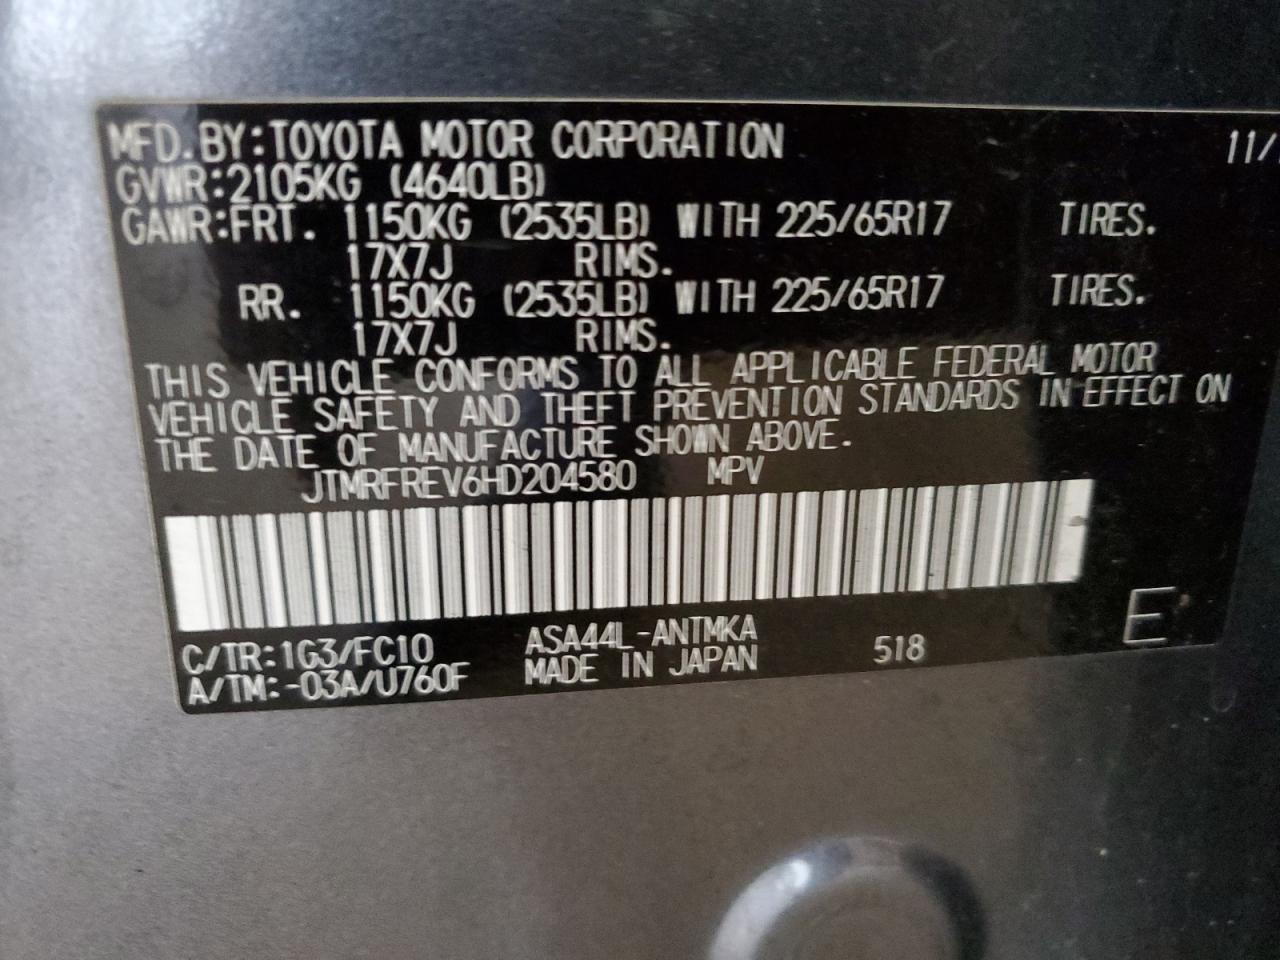 MFD. BY: TOYOTA MOTOR CORPORATION 11/
GVWR: 2105KG (4640LB)
GAWR: FRT. 1150KG (2535LB) WITH 225/65R17 TIRES.
17X7J RIMS.
RR. 1150KG (2535LB) WITH 225/65R17 TIRES.
17X7J RIMS.
THIS VEHICLE CONFORMS TO ALL APPLICABLE FEDERAL MOTOR
VEHICLE SAFETY AND THEFT PREVENTION STANDARDS IN EFFECT ON
THE DATE OF MANUFACTURE SHOWN ABOVE.
JTMRFREV6HD204580 MPV
C/TR: 1G3/FC10 ASA44L-ANTMKA 518 E
A/TM: -03A/U760F MADE IN JAPAN